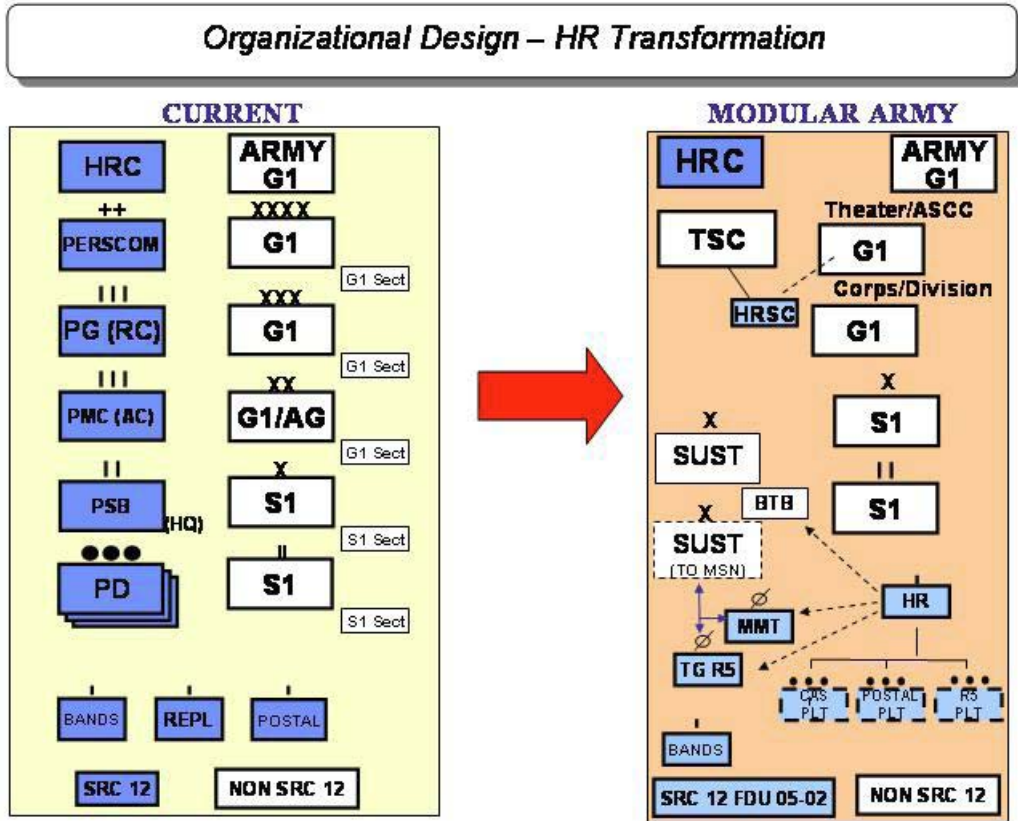 Organizational Design – HR Transformation
CURRENT
HRC
ARMY
G1
++
XXXX
PERSCOM
G1
G1 Sect
III
XXX
PG (RC)
G1
G1 Sect
III
XX
PMC (AC)
G1/AG
G1 Sect
II
X
PSB
(HQ)
S1
S1 Sect
II
PD
S1
S1 Sect
I
I
I
BANDS
REPL
POSTAL
SRC 12
NON SRC 12
MODULAR ARMY
HRC
ARMY
G1
Theater/ASCC
TSC
G1
HRSC
Corps/Division
G1
X
S1
X
SUST
II
S1
BTB
X
SUST
(TO MSN)
I
HR
Ø
MMT
Ø
TG R5
CAS
PLT
POSTAL
PLT
R5
PLT
I
BANDS
SRC 12 FDU 05-02
NON SRC 12